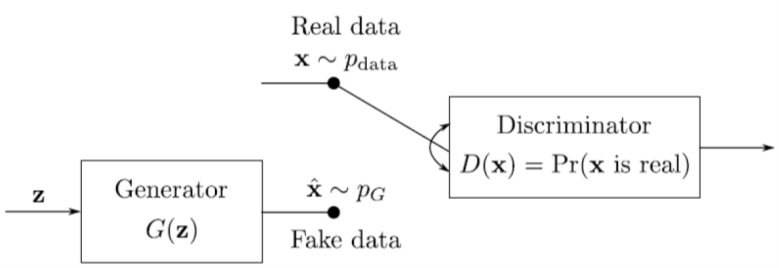 Real data
x ∼ p_data
Discriminator
D(x) = Pr(x is real)
z
Generator
G(z)
x̂ ∼ p_G
Fake data